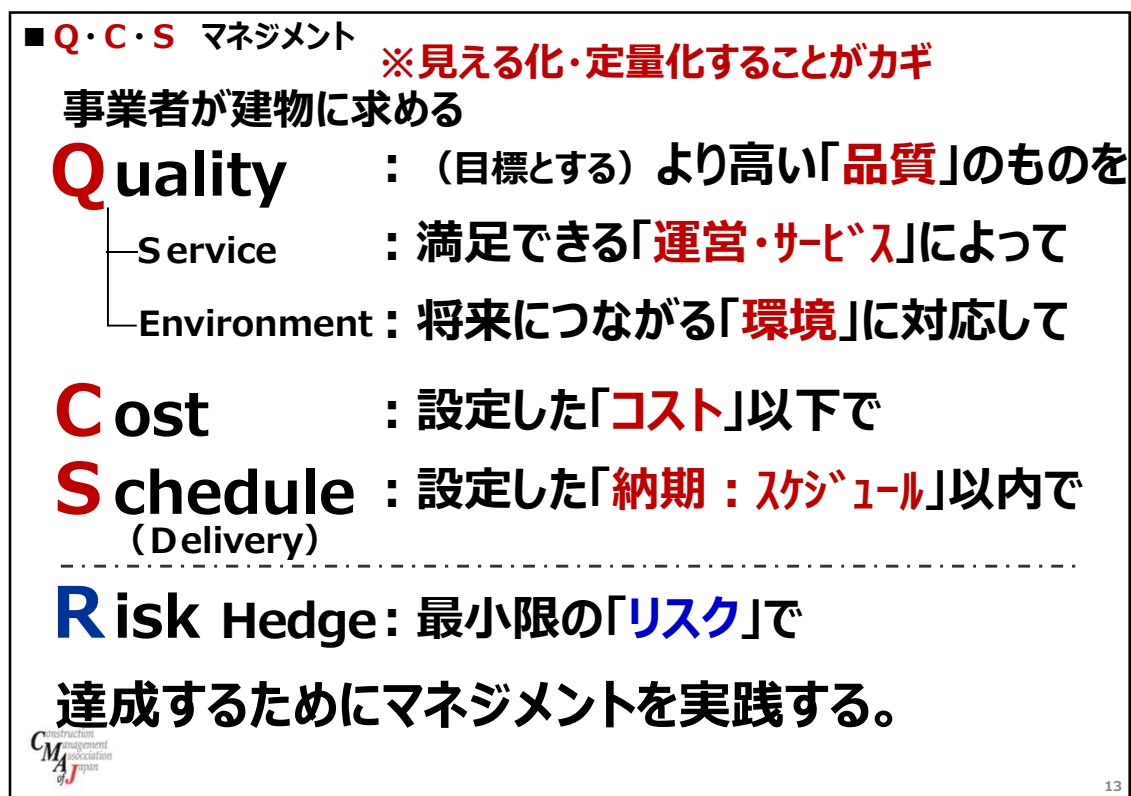 ■ Q・C・S マネジメント
※見える化・定量化することがカギ
事業者が建物に求める
Quality ：（目標とする）より高い「品質」のものを
Service ：満足できる「運営・ｻｰﾋﾞｽ」によって
Environment：将来につながる「環境」に対応して
Cost ：設定した「コスト」以下で
Schedule ：設定した「納期：ｽｹｼﾞｭｰﾙ」以内で
（Delivery）
Risk Hedge：最小限の「リスク」で
達成するためにマネジメントを実践する。
Construction
Management
Association
of Japan
13